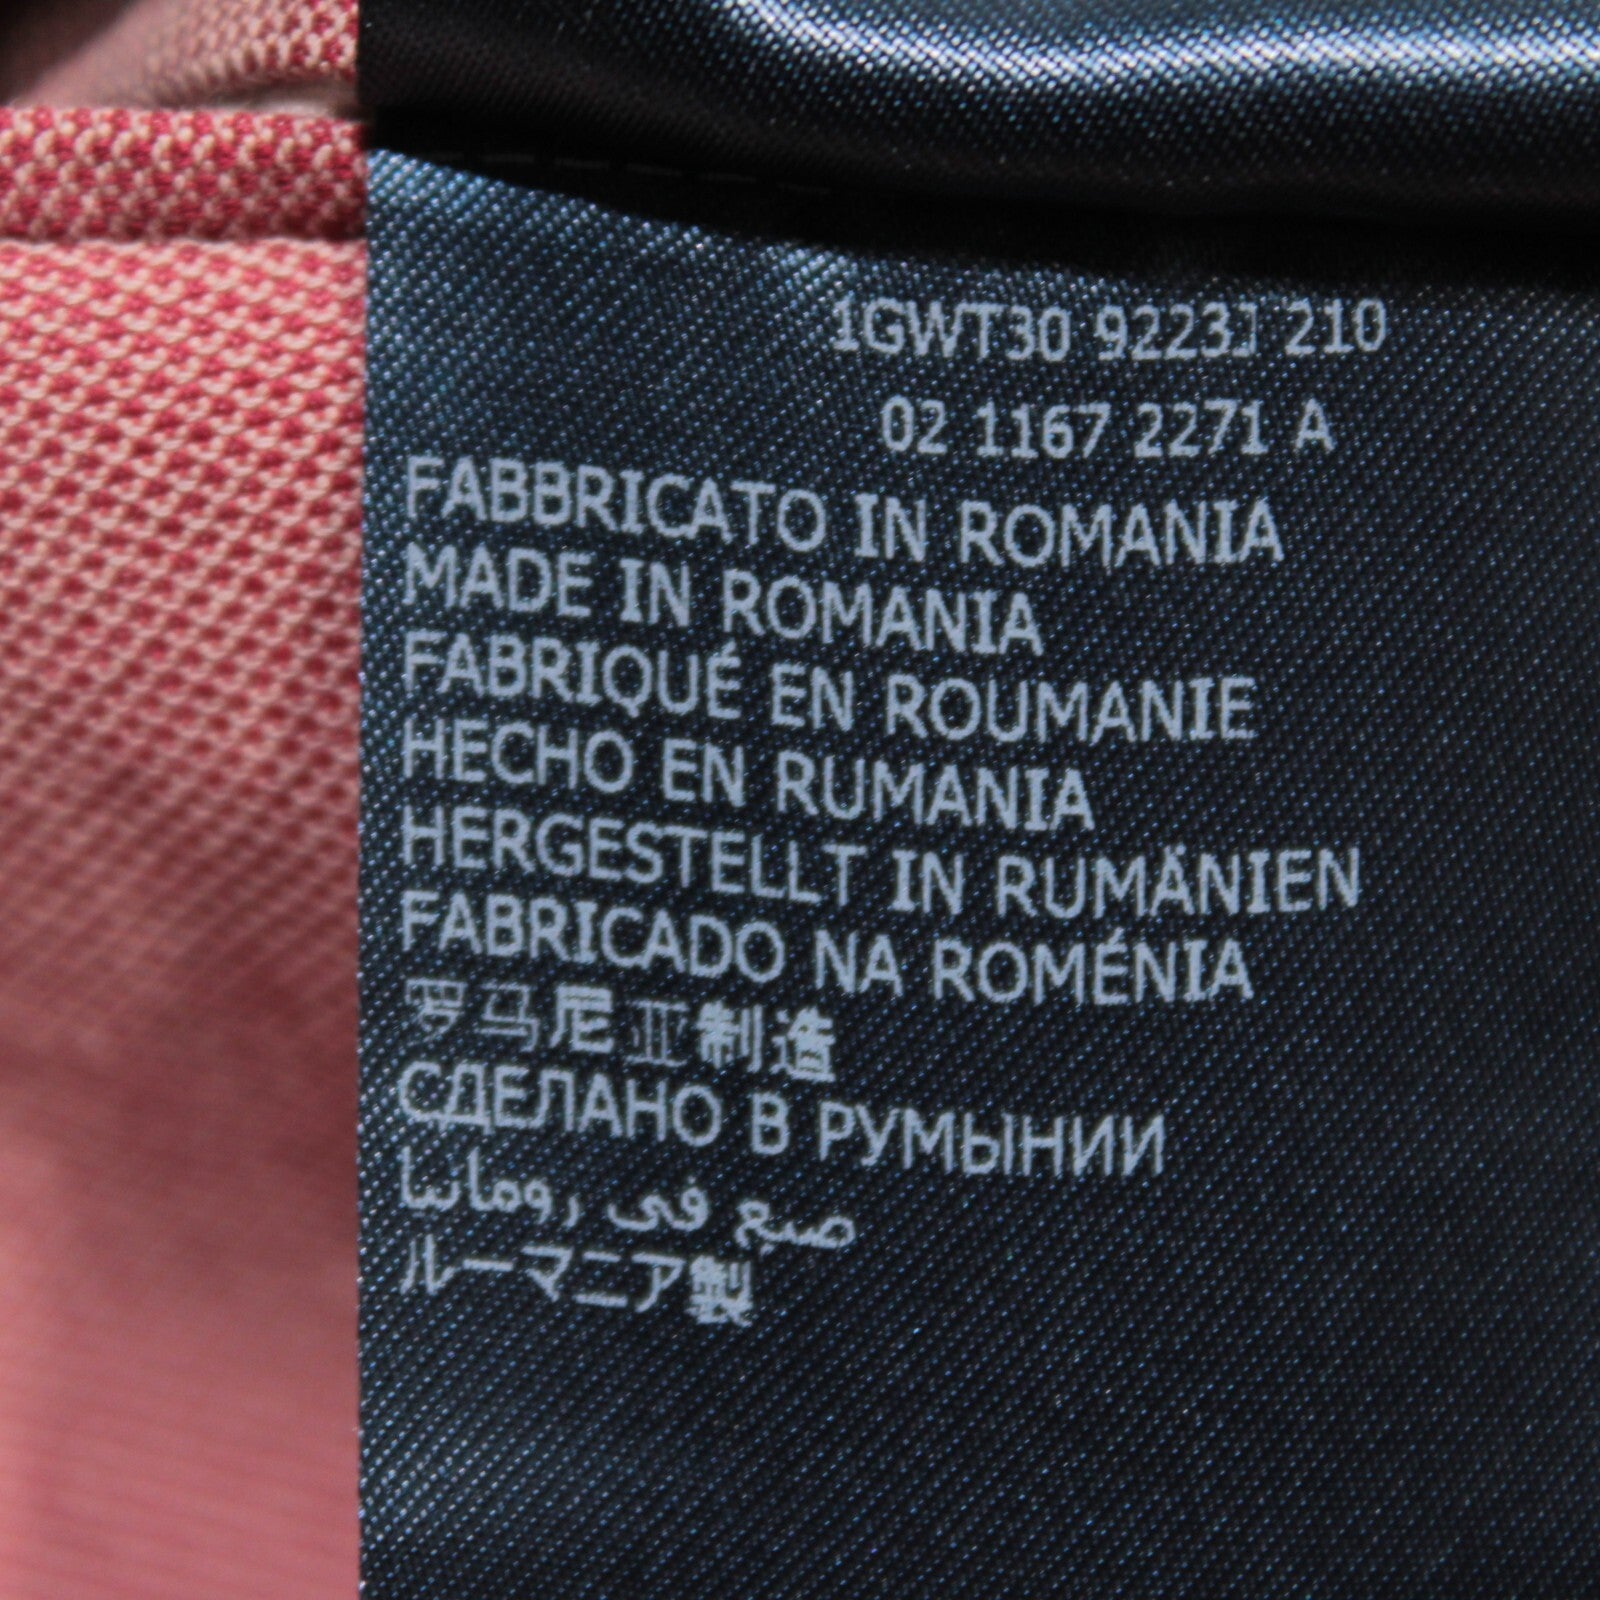 1GWT30 9223J 210
02 1167 2271 A
FABBRICATO IN ROMANIA
MADE IN ROMANIA
FABRIQUÉ EN ROUMANIE
HECHO EN RUMANIA
HERGESTELLT IN RUMÄNIEN
FABRICADO NA ROMÉNIA
罗马尼亚制造
СДЕЛАНО В РУМЫНИИ
صنع فى رومانيا
ルーマニア製